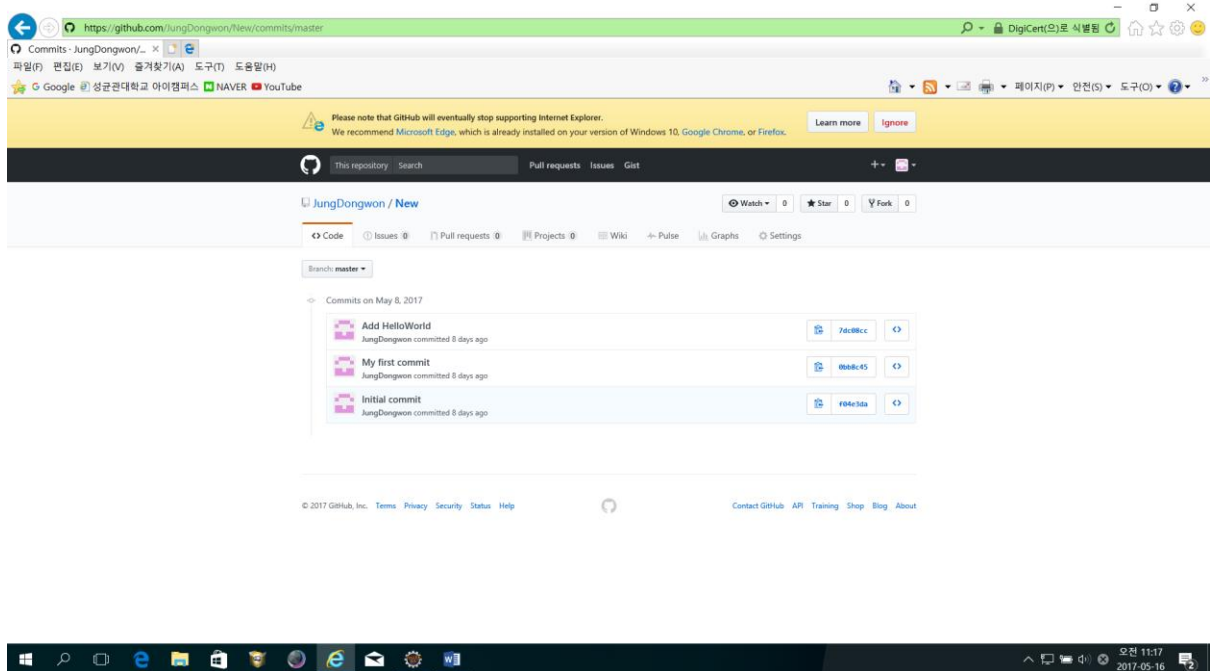 https://github.com/JungDongwon/New/commits/master
DigiCert(으)로 식별됨
Commits · JungDongwon/...
파일(F) 편집(E) 보기(V) 즐겨찾기(A) 도구(T) 도움말(H)
Google 성균관대학교 아이캠퍼스 NAVER YouTube
페이지(P) 안전(S) 도구(O)
Please note that GitHub will eventually stop supporting Internet Explorer.
We recommend Microsoft Edge, which is already installed on your version of Windows 10, Google Chrome, or Firefox.
Learn more Ignore
This repository Search Pull requests Issues Gist
JungDongwon / New
Watch 0 Star 0 Fork 0
Code Issues 0 Pull requests 0 Projects 0 Wiki Pulse Graphs Settings
Branch: master
Commits on May 8, 2017
Add HelloWorld
JungDongwon committed 8 days ago
7dc08cc
My first commit
JungDongwon committed 8 days ago
0bb8c45
Initial commit
JungDongwon committed 8 days ago
f04e3da
© 2017 GitHub, Inc. Terms Privacy Security Status Help
Contact GitHub API Training Shop Blog About
오전 11:17
2017-05-16
2